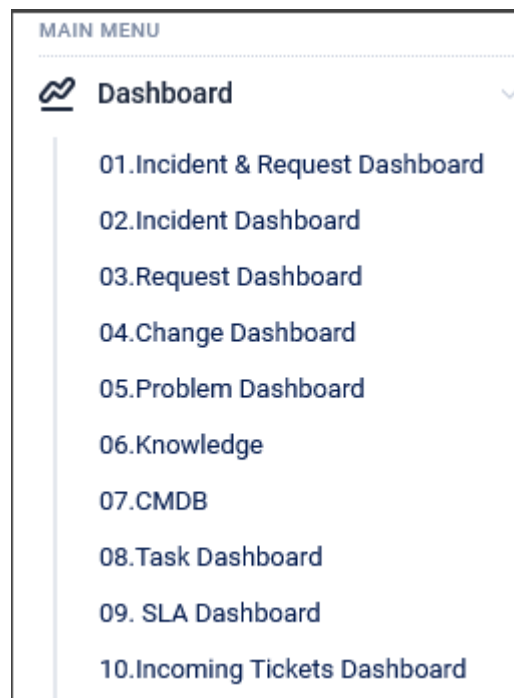 MAIN MENU
Dashboard
01.Incident & Request Dashboard
02.Incident Dashboard
03.Request Dashboard
04.Change Dashboard
05.Problem Dashboard
06.Knowledge
07.CMDB
08.Task Dashboard
09. SLA Dashboard
10.Incoming Tickets Dashboard